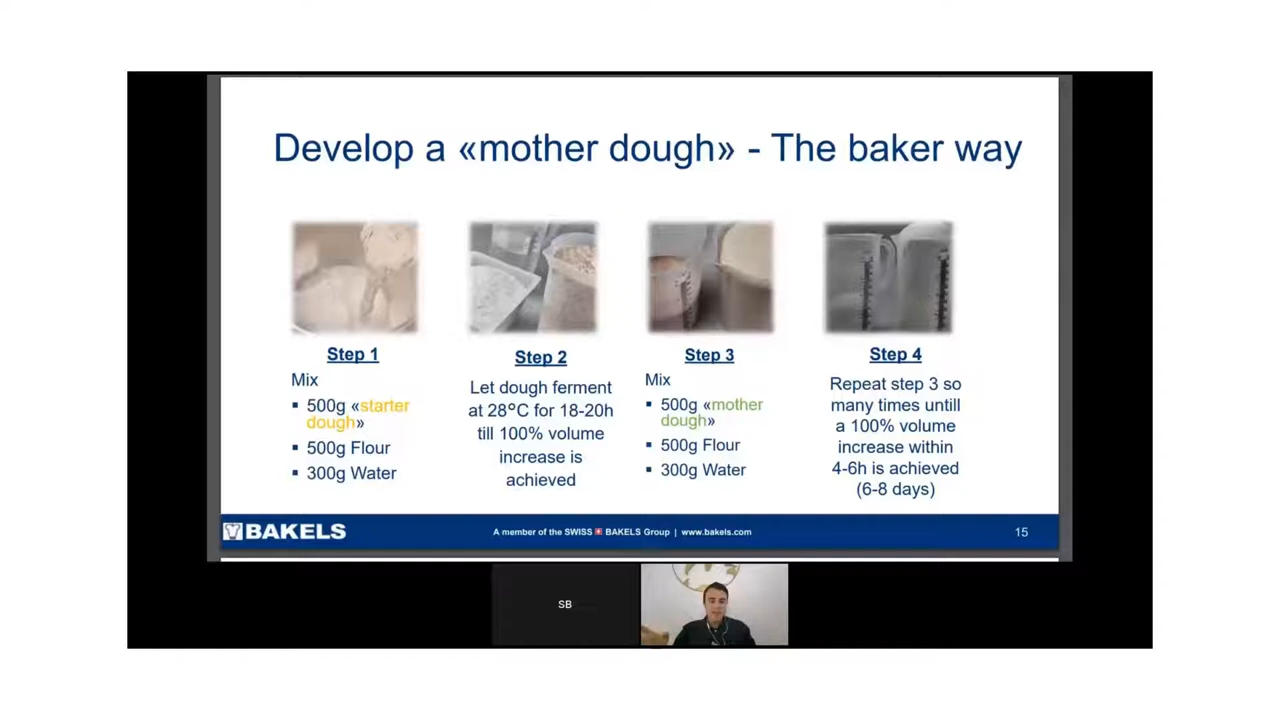 Develop a «mother dough» - The baker way
Step 1
Mix
▪ 500g «starter
dough»
▪ 500g Flour
▪ 300g Water
Step 2
Let dough ferment
at 28°C for 18-20h
till 100% volume
increase is
achieved
Step 3
Mix
▪ 500g «mother
dough»
▪ 500g Flour
▪ 300g Water
Step 4
Repeat step 3 so
many times untill
a 100% volume
increase within
4-6h is achieved
(6-8 days)
BAKELS
A member of the SWISS BAKELS Group | www.bakels.com
15
SB